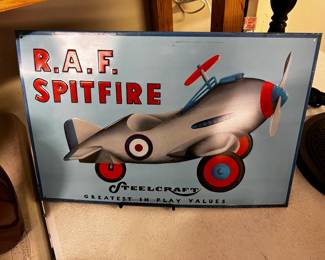 R.A.F.
SPITFIRE
STEELCRAFT
GREATEST IN PLAY VALUES